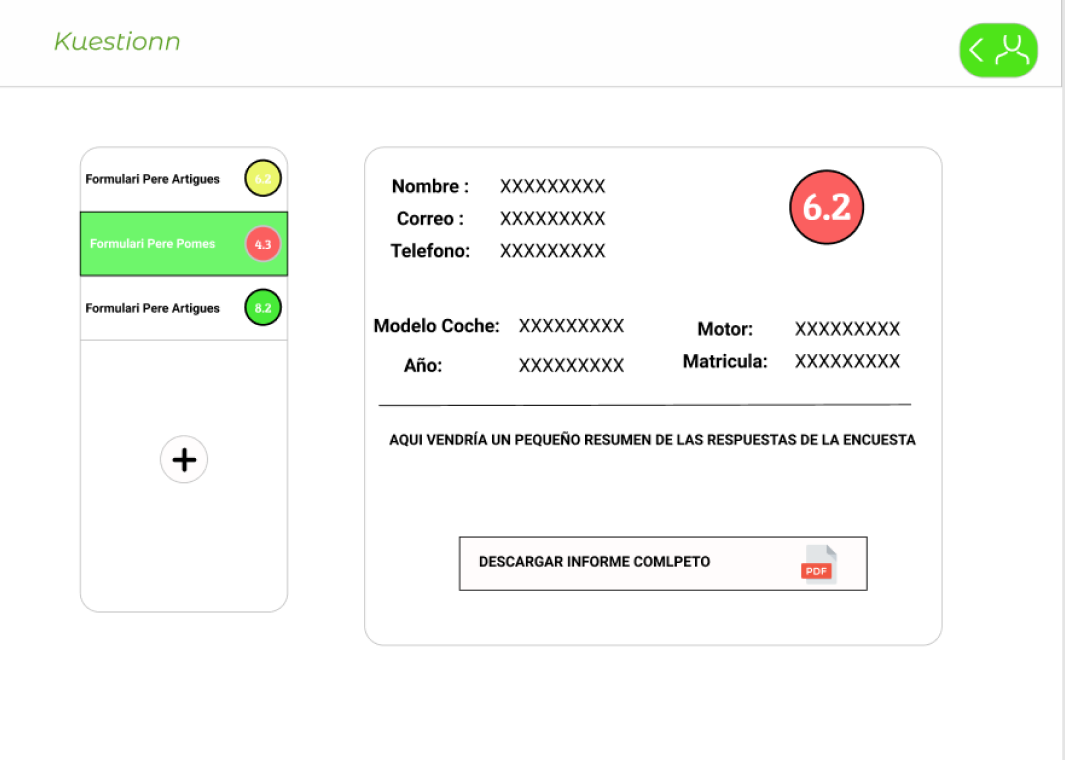 Kuestionn
Formulari Pere Artigues 6.2
Formulari Pere Pomes 4.3
Formulari Pere Artigues 8.2
Nombre : XXXXXXXXX
Correo : XXXXXXXXX
Telefono: XXXXXXXXX
6.2
Modelo Coche: XXXXXXXXX Motor: XXXXXXXXX
Año: XXXXXXXXX Matricula: XXXXXXXXX
AQUI VENDRÍA UN PEQUEÑO RESUMEN DE LAS RESPUESTAS DE LA ENCUESTA
DESCARGAR INFORME COMLPETO PDF